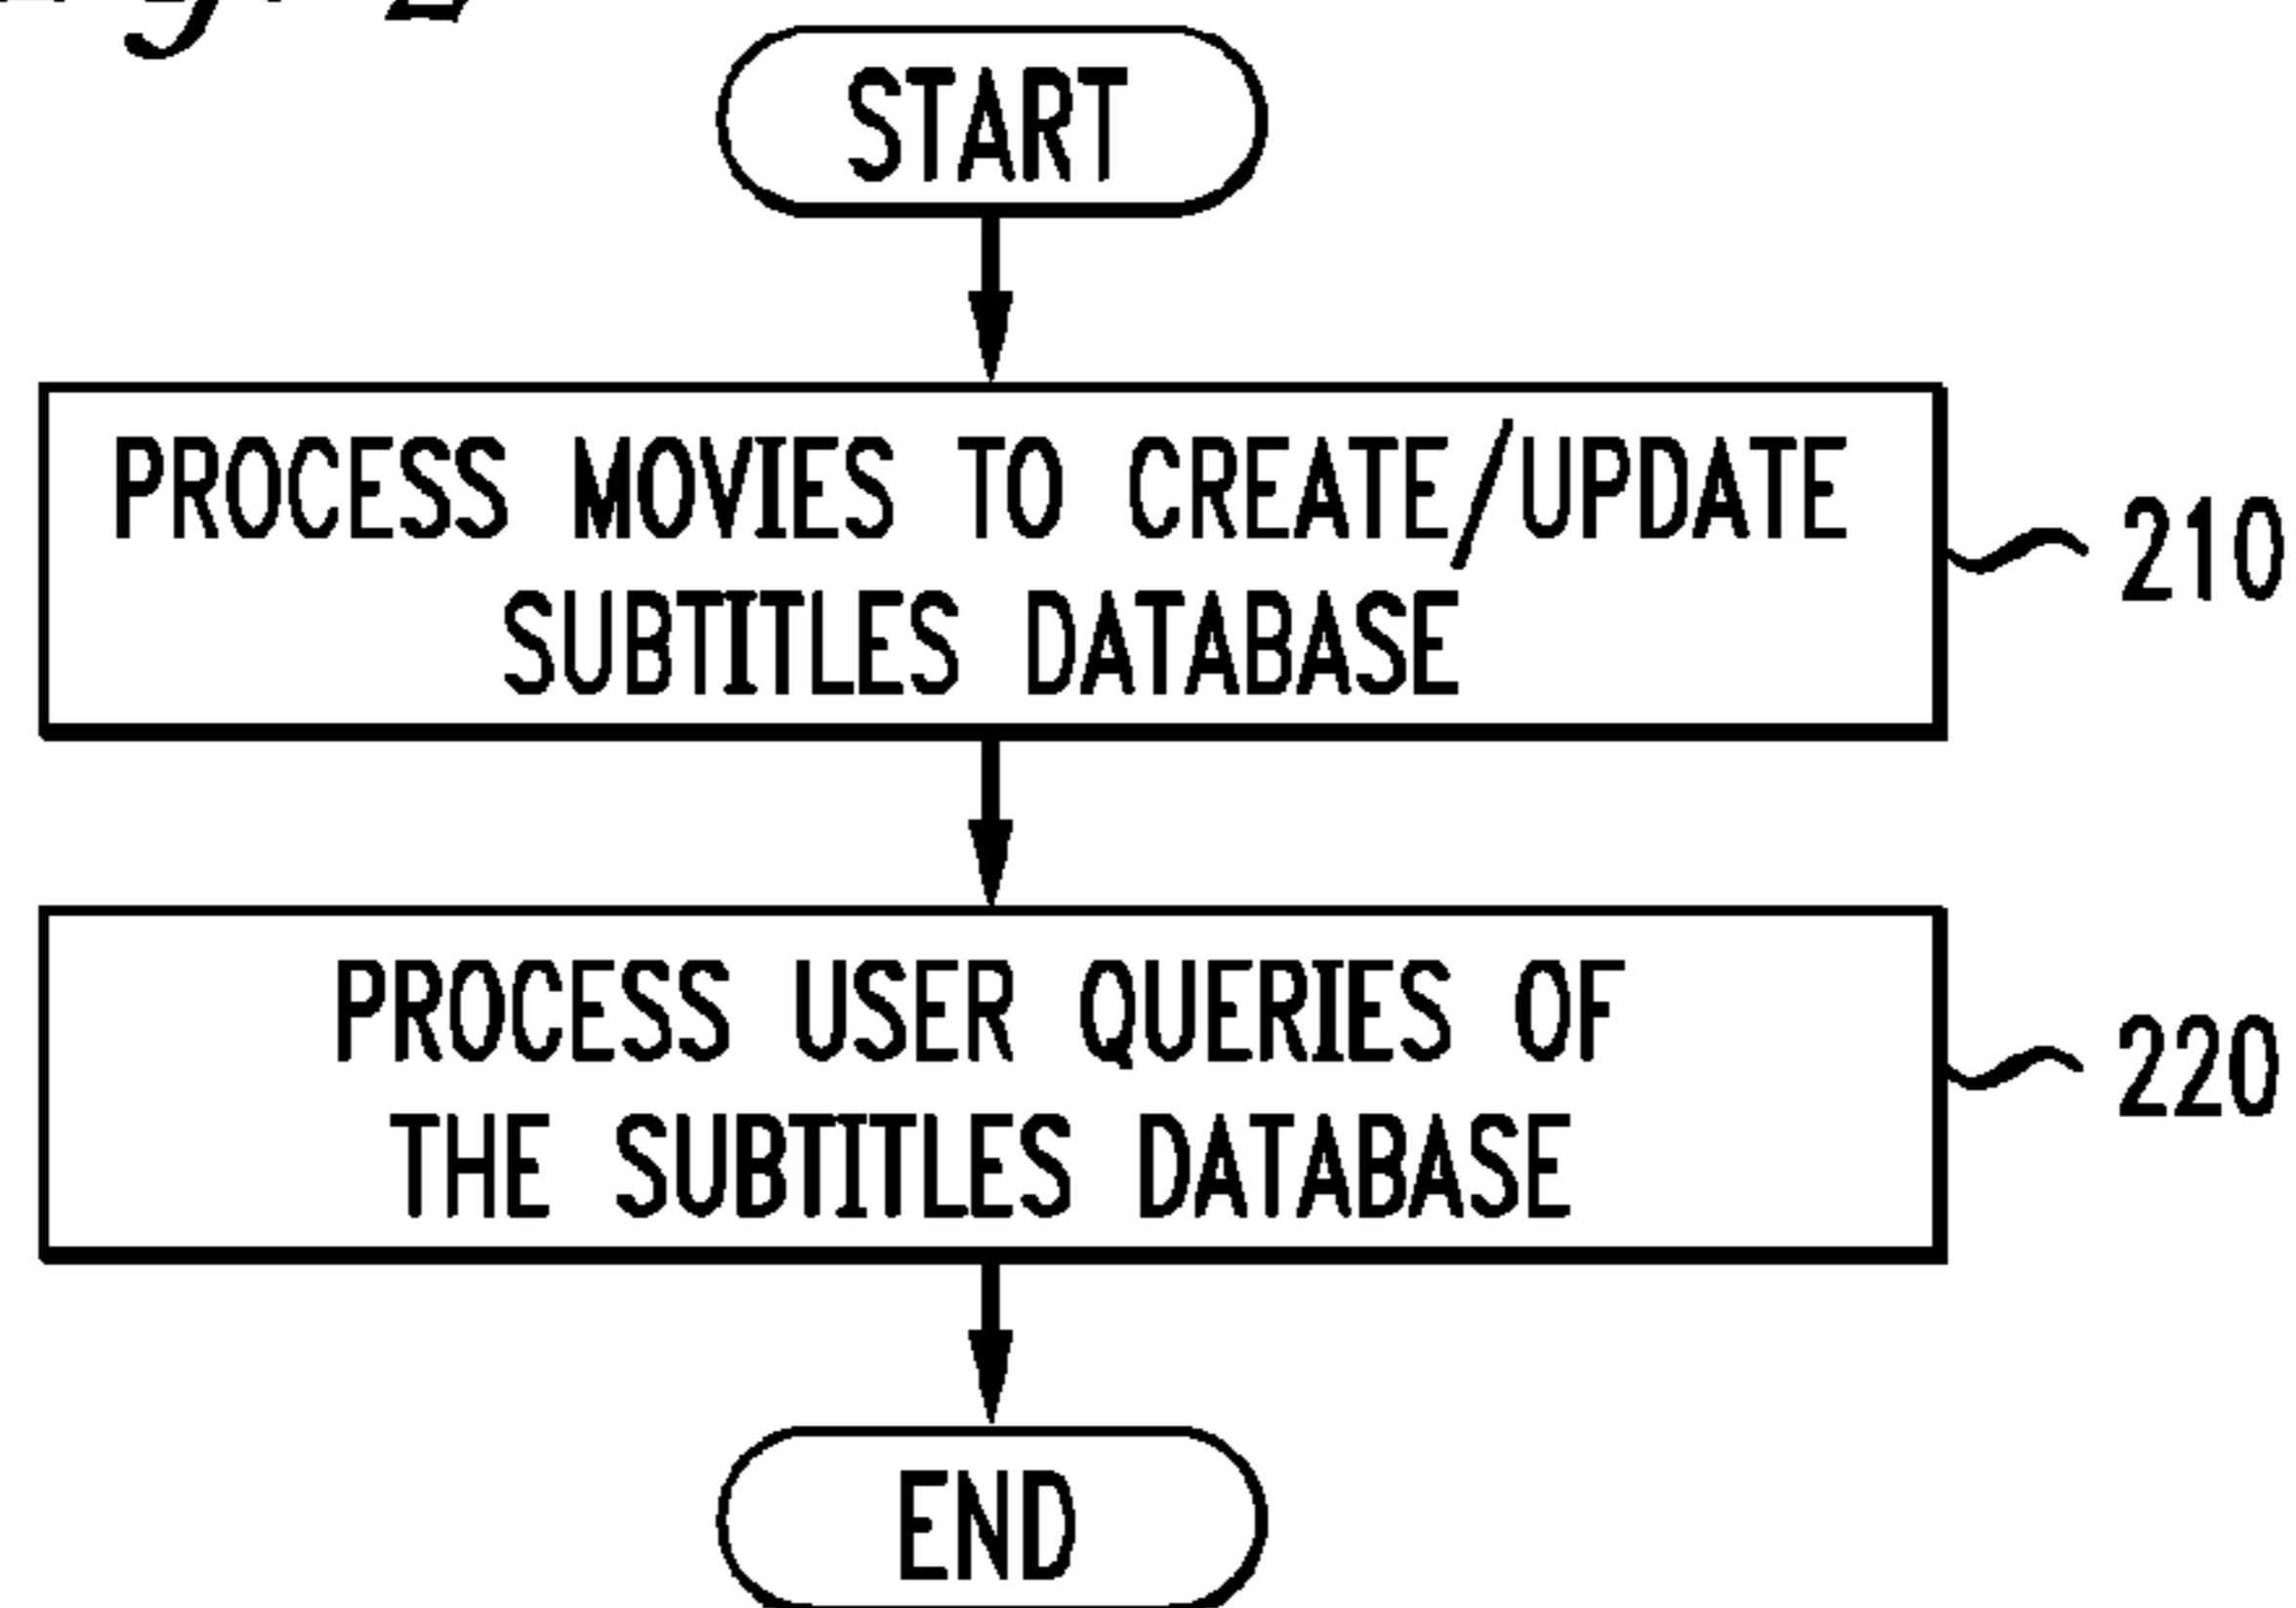 START
PROCESS MOVIES TO CREATE/UPDATE
SUBTITLES DATABASE
210
PROCESS USER QUERIES OF
THE SUBTITLES DATABASE
220
END